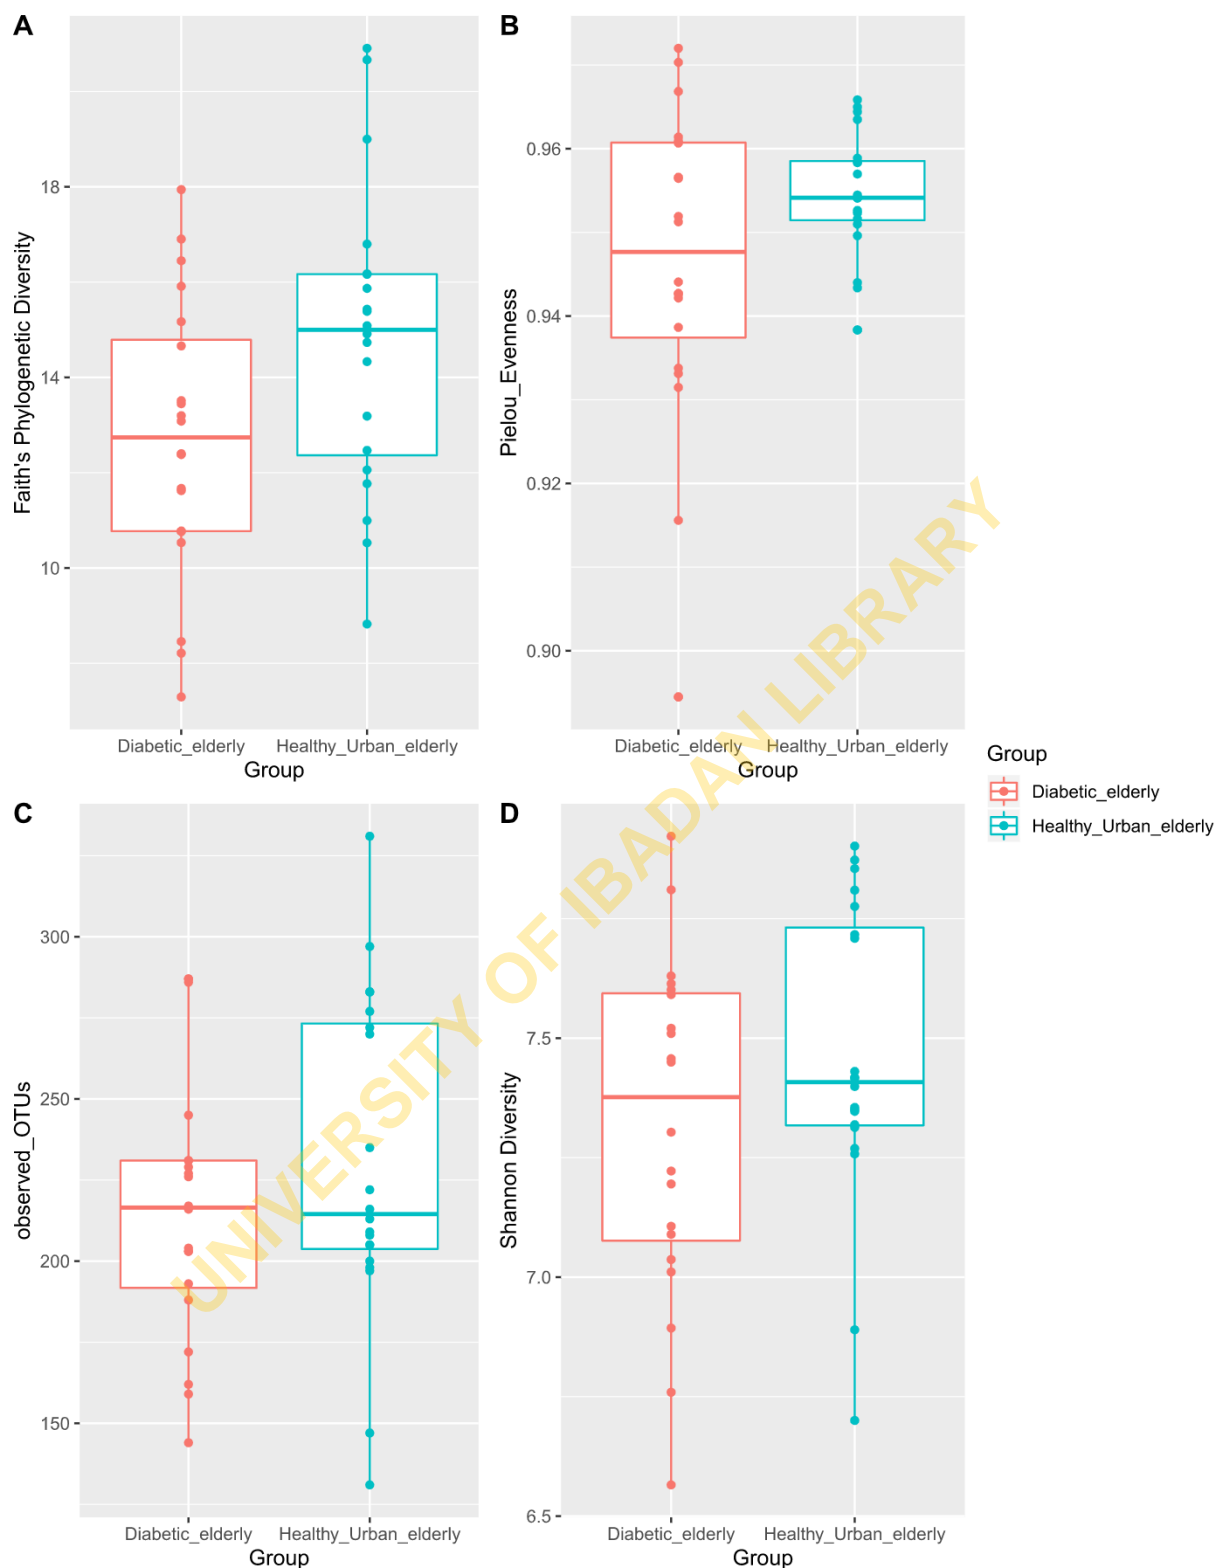 A
Faith's Phylogenetic Diversity
18
14
10
Diabetic_elderly Healthy_Urban_elderly
Group
B
Pielou_Evenness
0.96
0.94
0.92
0.90
Diabetic_elderly Healthy_Urban_elderly
Group
Group
Diabetic_elderly
Healthy_Urban_elderly
C
observed_OTUs
300
250
200
150
Diabetic_elderly Healthy_Urban_elderly
Group
D
Shannon Diversity
7.5
7.0
6.5
Diabetic_elderly Healthy_Urban_elderly
Group
UNIVERSITY OF IBADAN LIBRARY